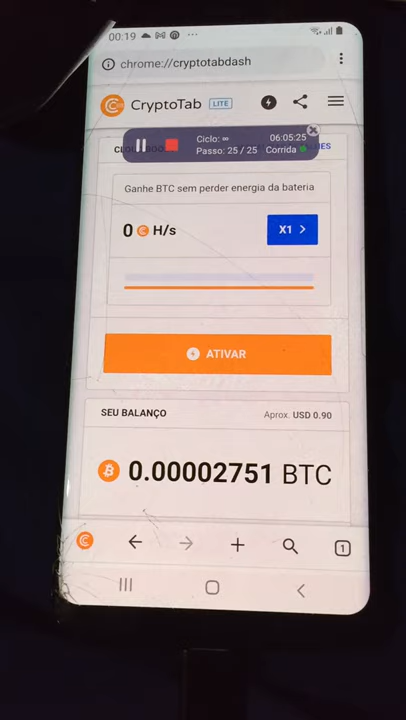 00:19
chrome://cryptotabdash
CryptoTab LITE
Ciclo: ∞ 06:05:25
Passo: 25 / 25 Corrida
Ganhe BTC sem perder energia da bateria
0 H/s X1 >
ATIVAR
SEU BALANÇO Aprox. USD 0.90
0.00002751 BTC
1